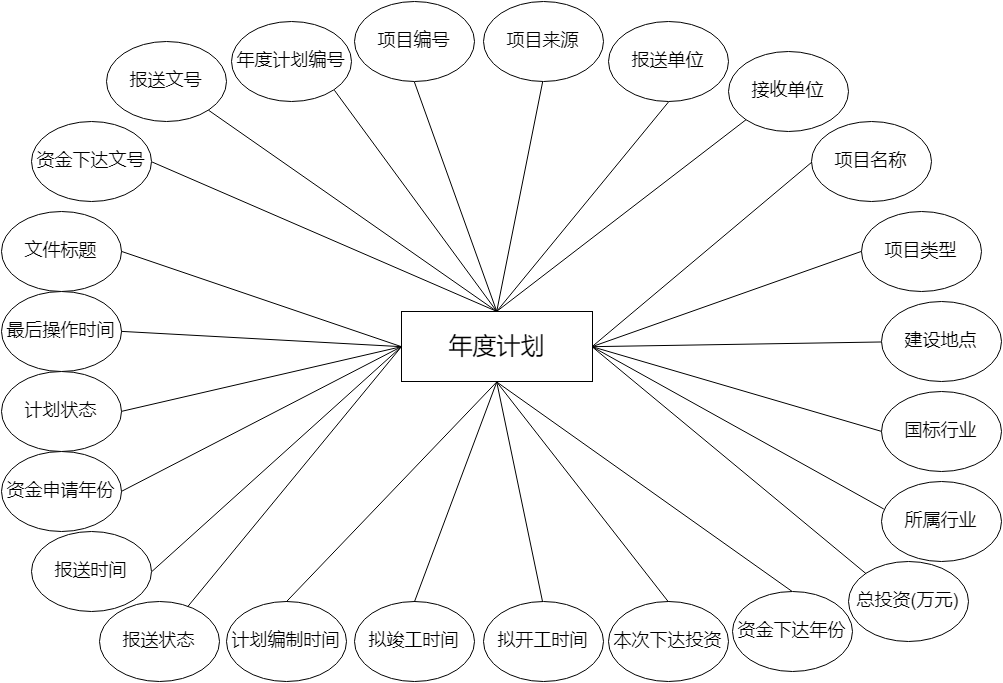 项目编号
项目来源
年度计划编号
报送单位
报送文号
接收单位
资金下达文号
项目名称
文件标题
项目类型
最后操作时间
年度计划
建设地点
计划状态
国标行业
资金申请年份
所属行业
报送时间
总投资(万元)
报送状态
计划编制时间
拟竣工时间
拟开工时间
本次下达投资
资金下达年份